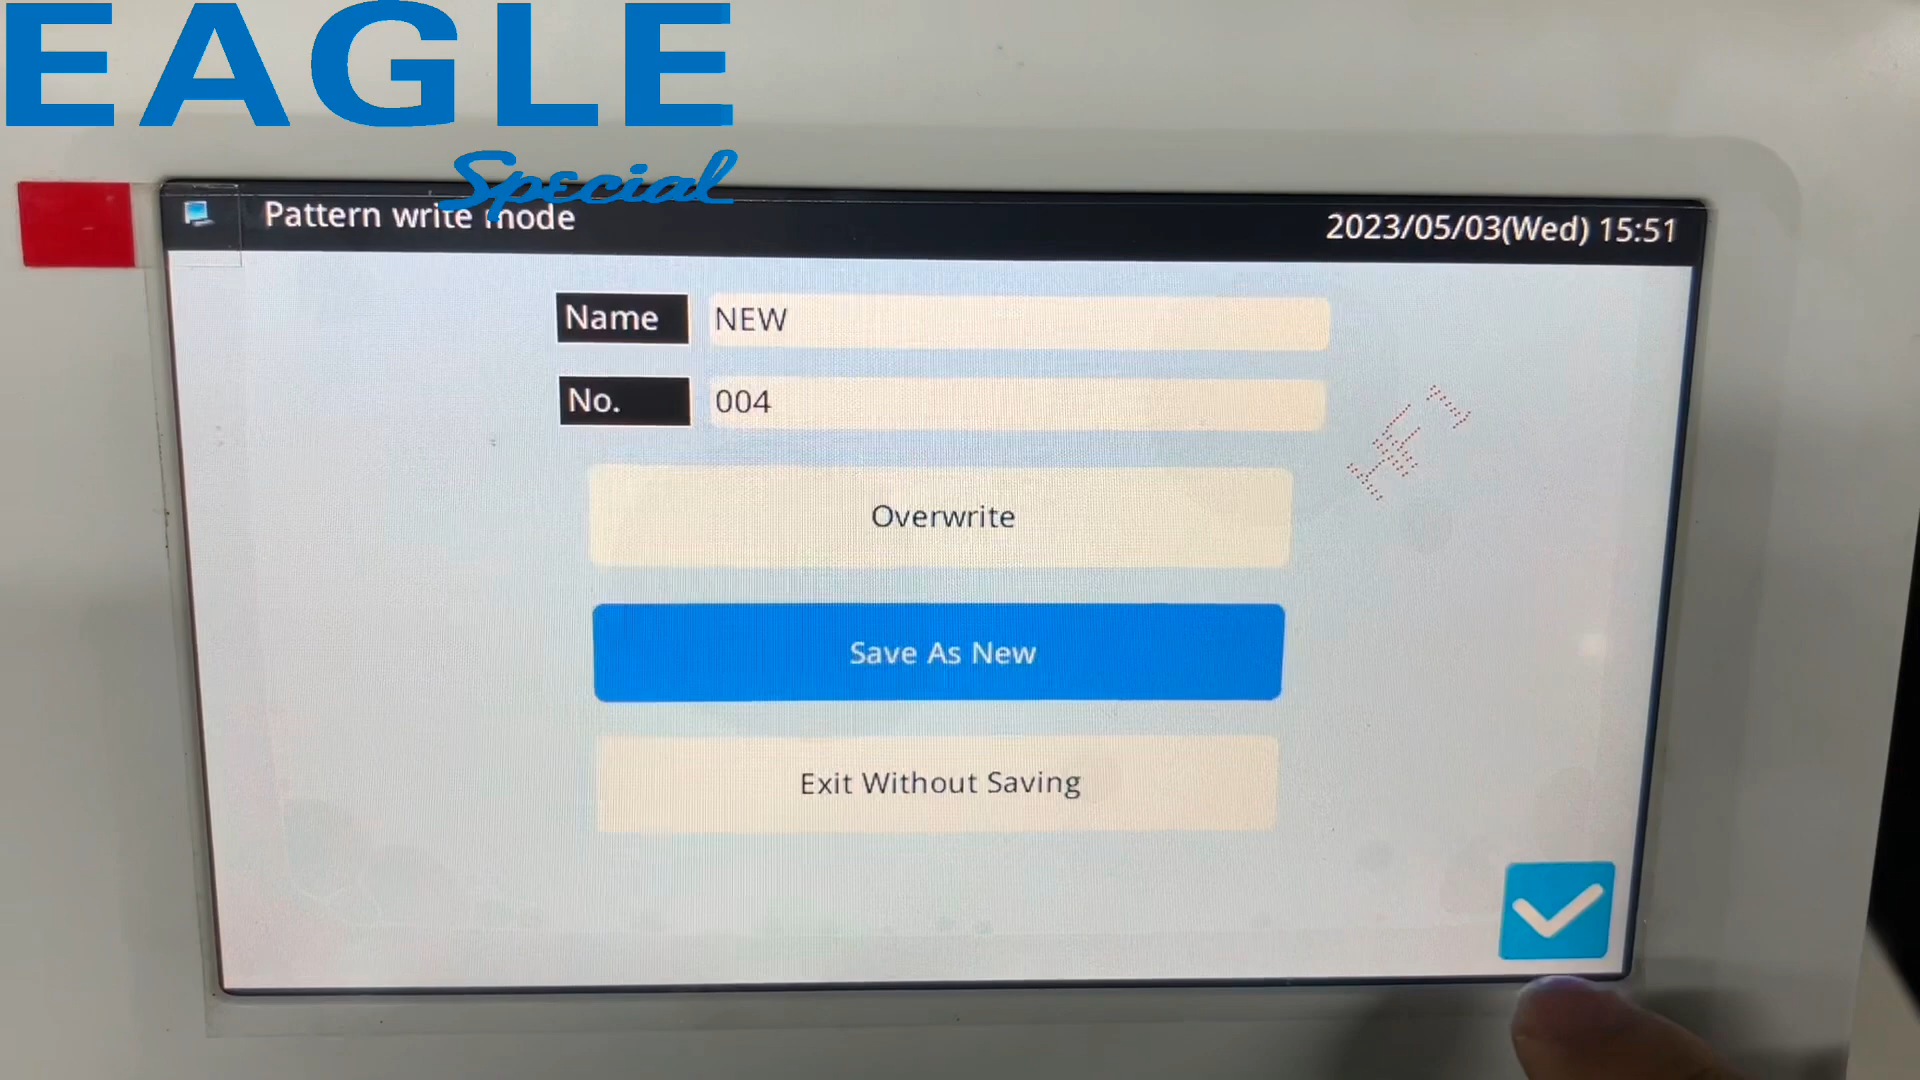 EAGLE
Special
Pattern write mode
2023/05/03(Wed) 15:51
Name NEW
No. 004
Overwrite
Save As New
Exit Without Saving